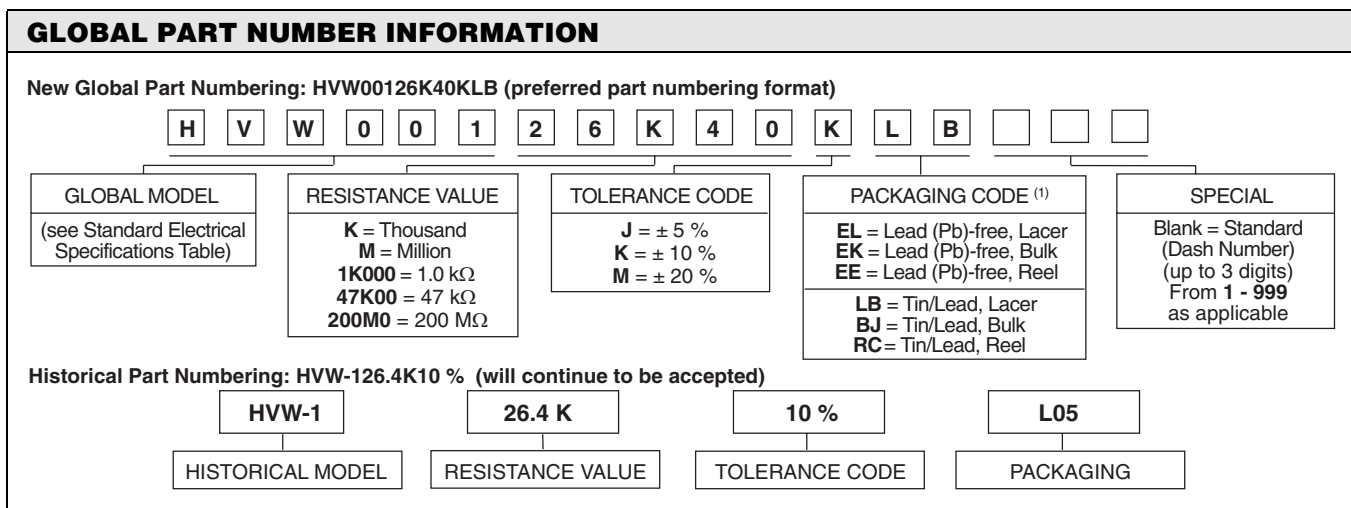 GLOBAL PART NUMBER INFORMATION
New Global Part Numbering: HVW00126K40KLB (preferred part numbering format)
H V W 0 0 1 2 6 K 4 0 K L B
GLOBAL MODEL
(see Standard Electrical
Specifications Table)
RESISTANCE VALUE
K = Thousand
M = Million
1K000 = 1.0 kΩ
47K00 = 47 kΩ
200M0 = 200 MΩ
TOLERANCE CODE
J = ± 5 %
K = ± 10 %
M = ± 20 %
PACKAGING CODE (1)
EL = Lead (Pb)-free, Lacer
EK = Lead (Pb)-free, Bulk
EE = Lead (Pb)-free, Reel
LB = Tin/Lead, Lacer
BJ = Tin/Lead, Bulk
RC = Tin/Lead, Reel
SPECIAL
Blank = Standard
(Dash Number)
(up to 3 digits)
From 1 - 999
as applicable
Historical Part Numbering: HVW-126.4K10 % (will continue to be accepted)
HVW-1 26.4 K 10 % L05
HISTORICAL MODEL RESISTANCE VALUE TOLERANCE CODE PACKAGING